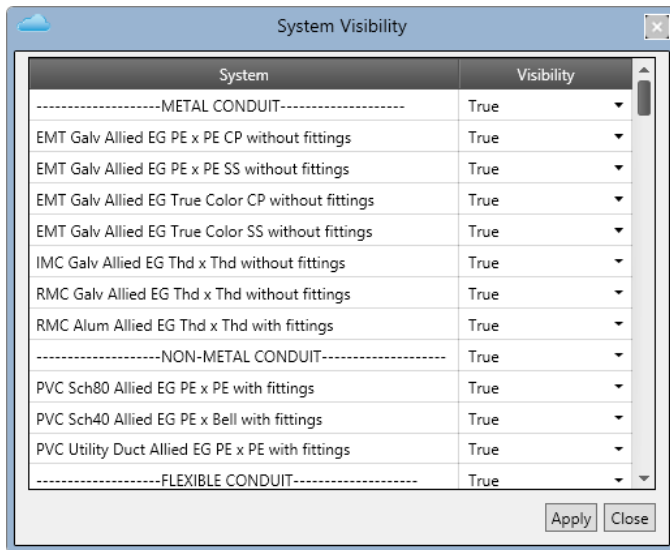 System Visibility
System Visibility
--------------------METAL CONDUIT-------------------- True
EMT Galv Allied EG PE x PE CP without fittings True
EMT Galv Allied EG PE x PE SS without fittings True
EMT Galv Allied EG True Color CP without fittings True
EMT Galv Allied EG True Color SS without fittings True
IMC Galv Allied EG Thd x Thd without fittings True
RMC Galv Allied EG Thd x Thd without fittings True
RMC Alum Allied EG Thd x Thd with fittings True
--------------------NON-METAL CONDUIT-------------------- True
PVC Sch80 Allied EG PE x PE with fittings True
PVC Sch40 Allied EG PE x Bell with fittings True
PVC Utility Duct Allied EG PE x PE with fittings True
--------------------FLEXIBLE CONDUIT-------------------- True
Apply Close